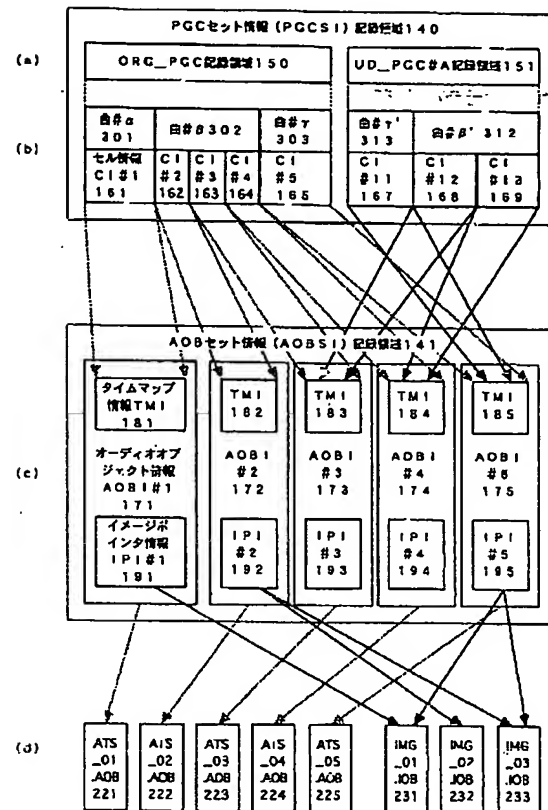 PGCセット情報（PGCSI）記録領域140
(a)
ORG_PGC記録領域150
UD_PGC#A記録領域151
(b)
曲#α
301
曲#β302
曲#γ
303
曲#γ'
313
曲#β' 312
セル情報
CI#1
161
CI
#2
162
CI
#3
163
CI
#4
164
CI
#5
165
CI
#11
167
CI
#12
168
CI
#13
169
AOBセット情報（AOBSI）記録領域141
(c)
タイムマップ
情報TMI
181
TMI
182
TMI
183
TMI
184
TMI
185
オーディオオブ
ジェクト情報
AOBI#1
171
AOBI
#2
172
AOBI
#3
173
AOBI
#4
174
AOBI
175
イメージポ
インタ情報
IPI#1
191
IPI
#2
192
IPI
#3
193
IPI
#4
194
IPI
#5
195
(d)
ATS
_01
.AOB
221
ATS
_02
.AOB
222
ATS
_03
.AOB
223
ATS
_04
.AOB
224
ATS
_05
.AOB
225
IMG
_01
.IOB
231
IMG
_02
.IOB
232
IMG
_03
.IOB
233